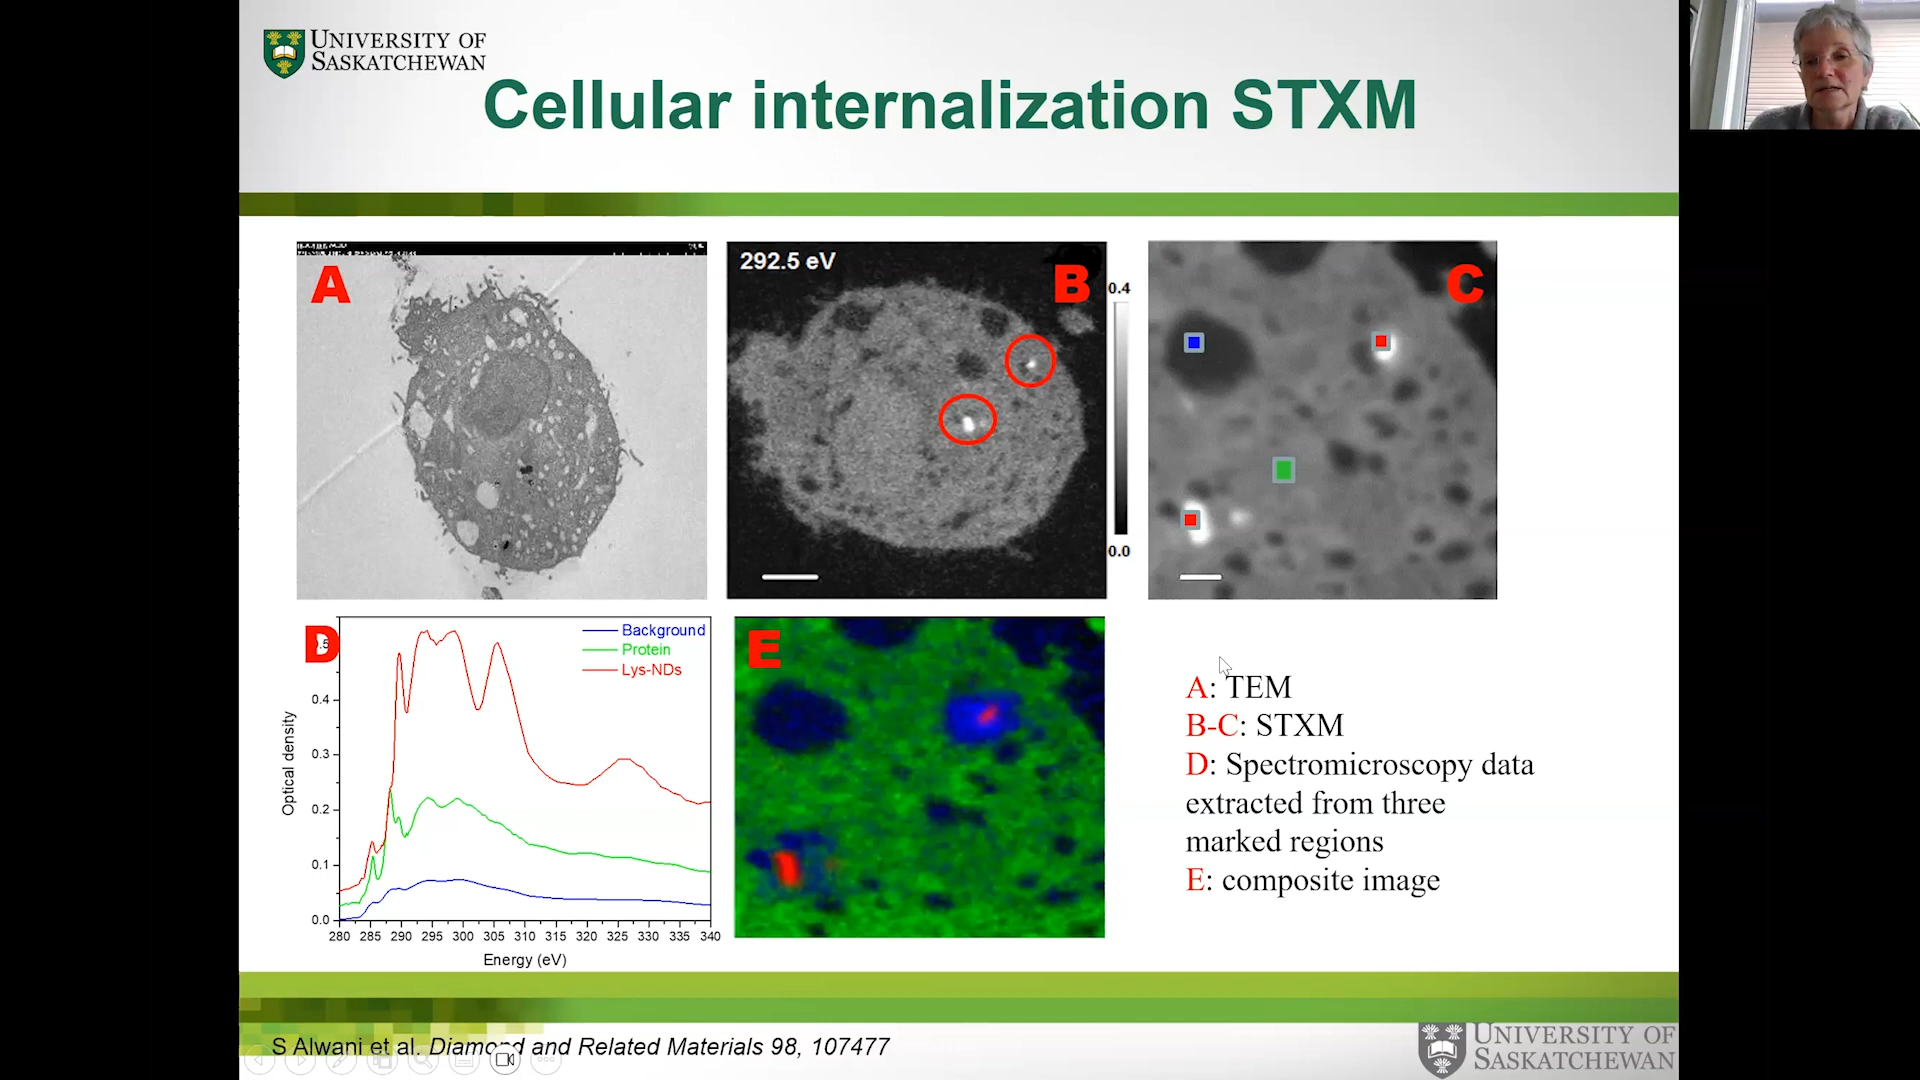 UNIVERSITY OF
SASKATCHEWAN
Cellular internalization STXM
A
292.5 eV
B
0.4
0.0
C
D
0.4
0.3
0.2
0.1
0.0
Optical density
Background
Protein
Lys-NDs
280 285 290 295 300 305 310 315 320 325 330 335 340
Energy (eV)
E
A: TEM
B-C: STXM
D: Spectromicroscopy data
extracted from three
marked regions
E: composite image
S Alwani et al. Diamond and Related Materials 98, 107477
UNIVERSITY OF
SASKATCHEWAN